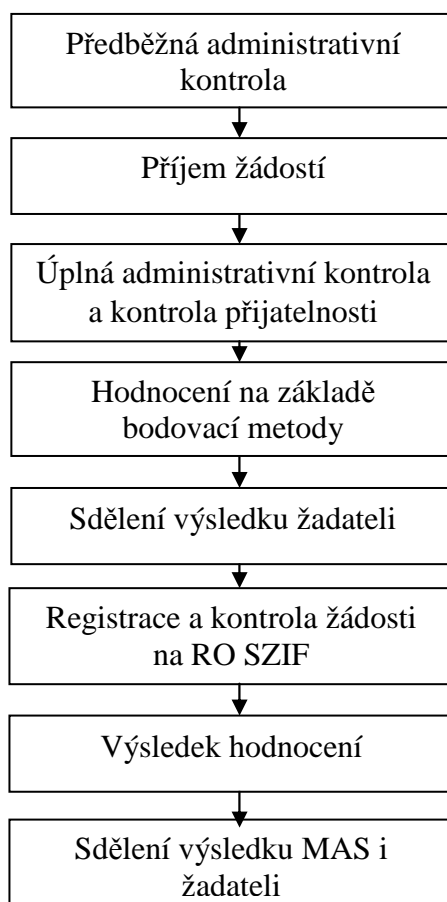 Předběžná administrativní
kontrola
Příjem žádostí
Úplná administrativní kontrola
a kontrola přijatelnosti
Hodnocení na základě
bodovací metody
Sdělení výsledku žadateli
Registrace a kontrola žádosti
na RO SZIF
Výsledek hodnocení
Sdělení výsledku MAS i
žadateli